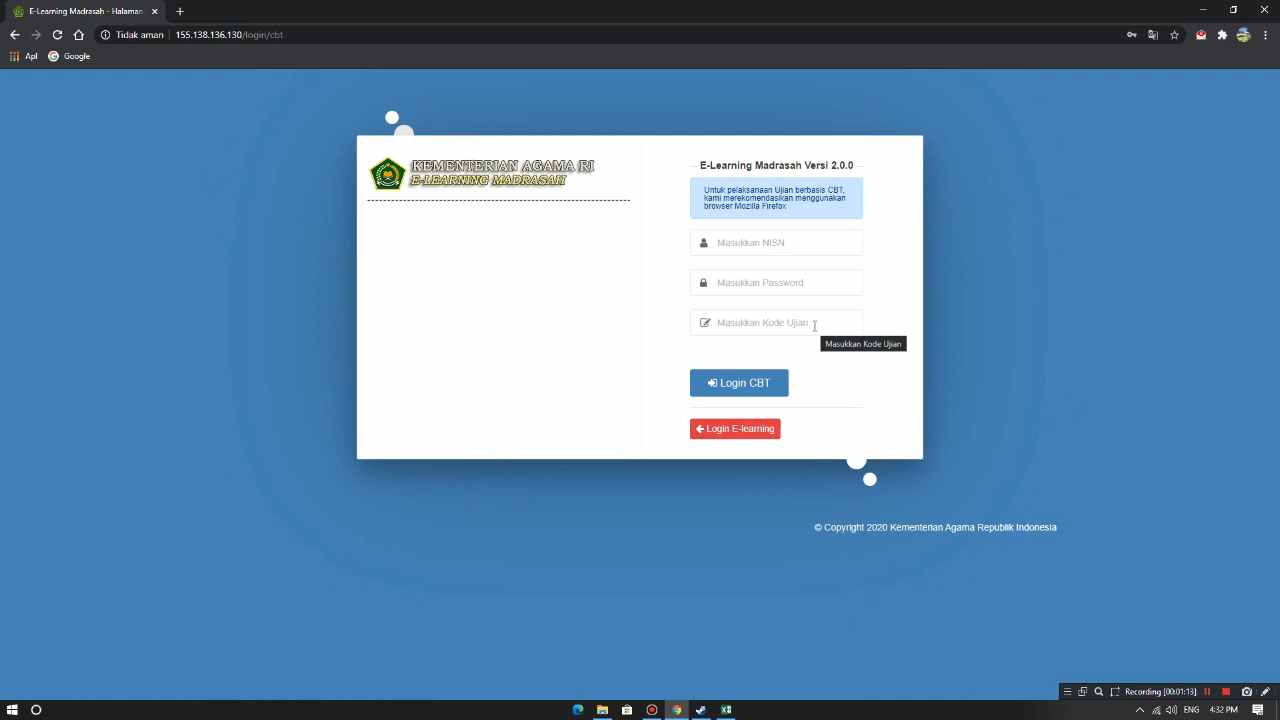 E-Learning Madrasah - Halaman
Tidak aman
155.138.136.130/login/cbt
Apl
Google
KEMENTERIAN AGAMA RI
E-LEARNING MADRASAH
E-Learning Madrasah Versi 2.0.0
Untuk pelaksanaan Ujian berbasis CBT,
kami merekomendasikan menggunakan
browser Mozilla Firefox
Masukkan NISN
Masukkan Password
Masukkan Kode Ujian
Masukkan Kode Ujian
Login CBT
Login E-learning
© Copyright 2020 Kementerian Agama Republik Indonesia
Recording [00:01:13]
ENG
4:32 PM